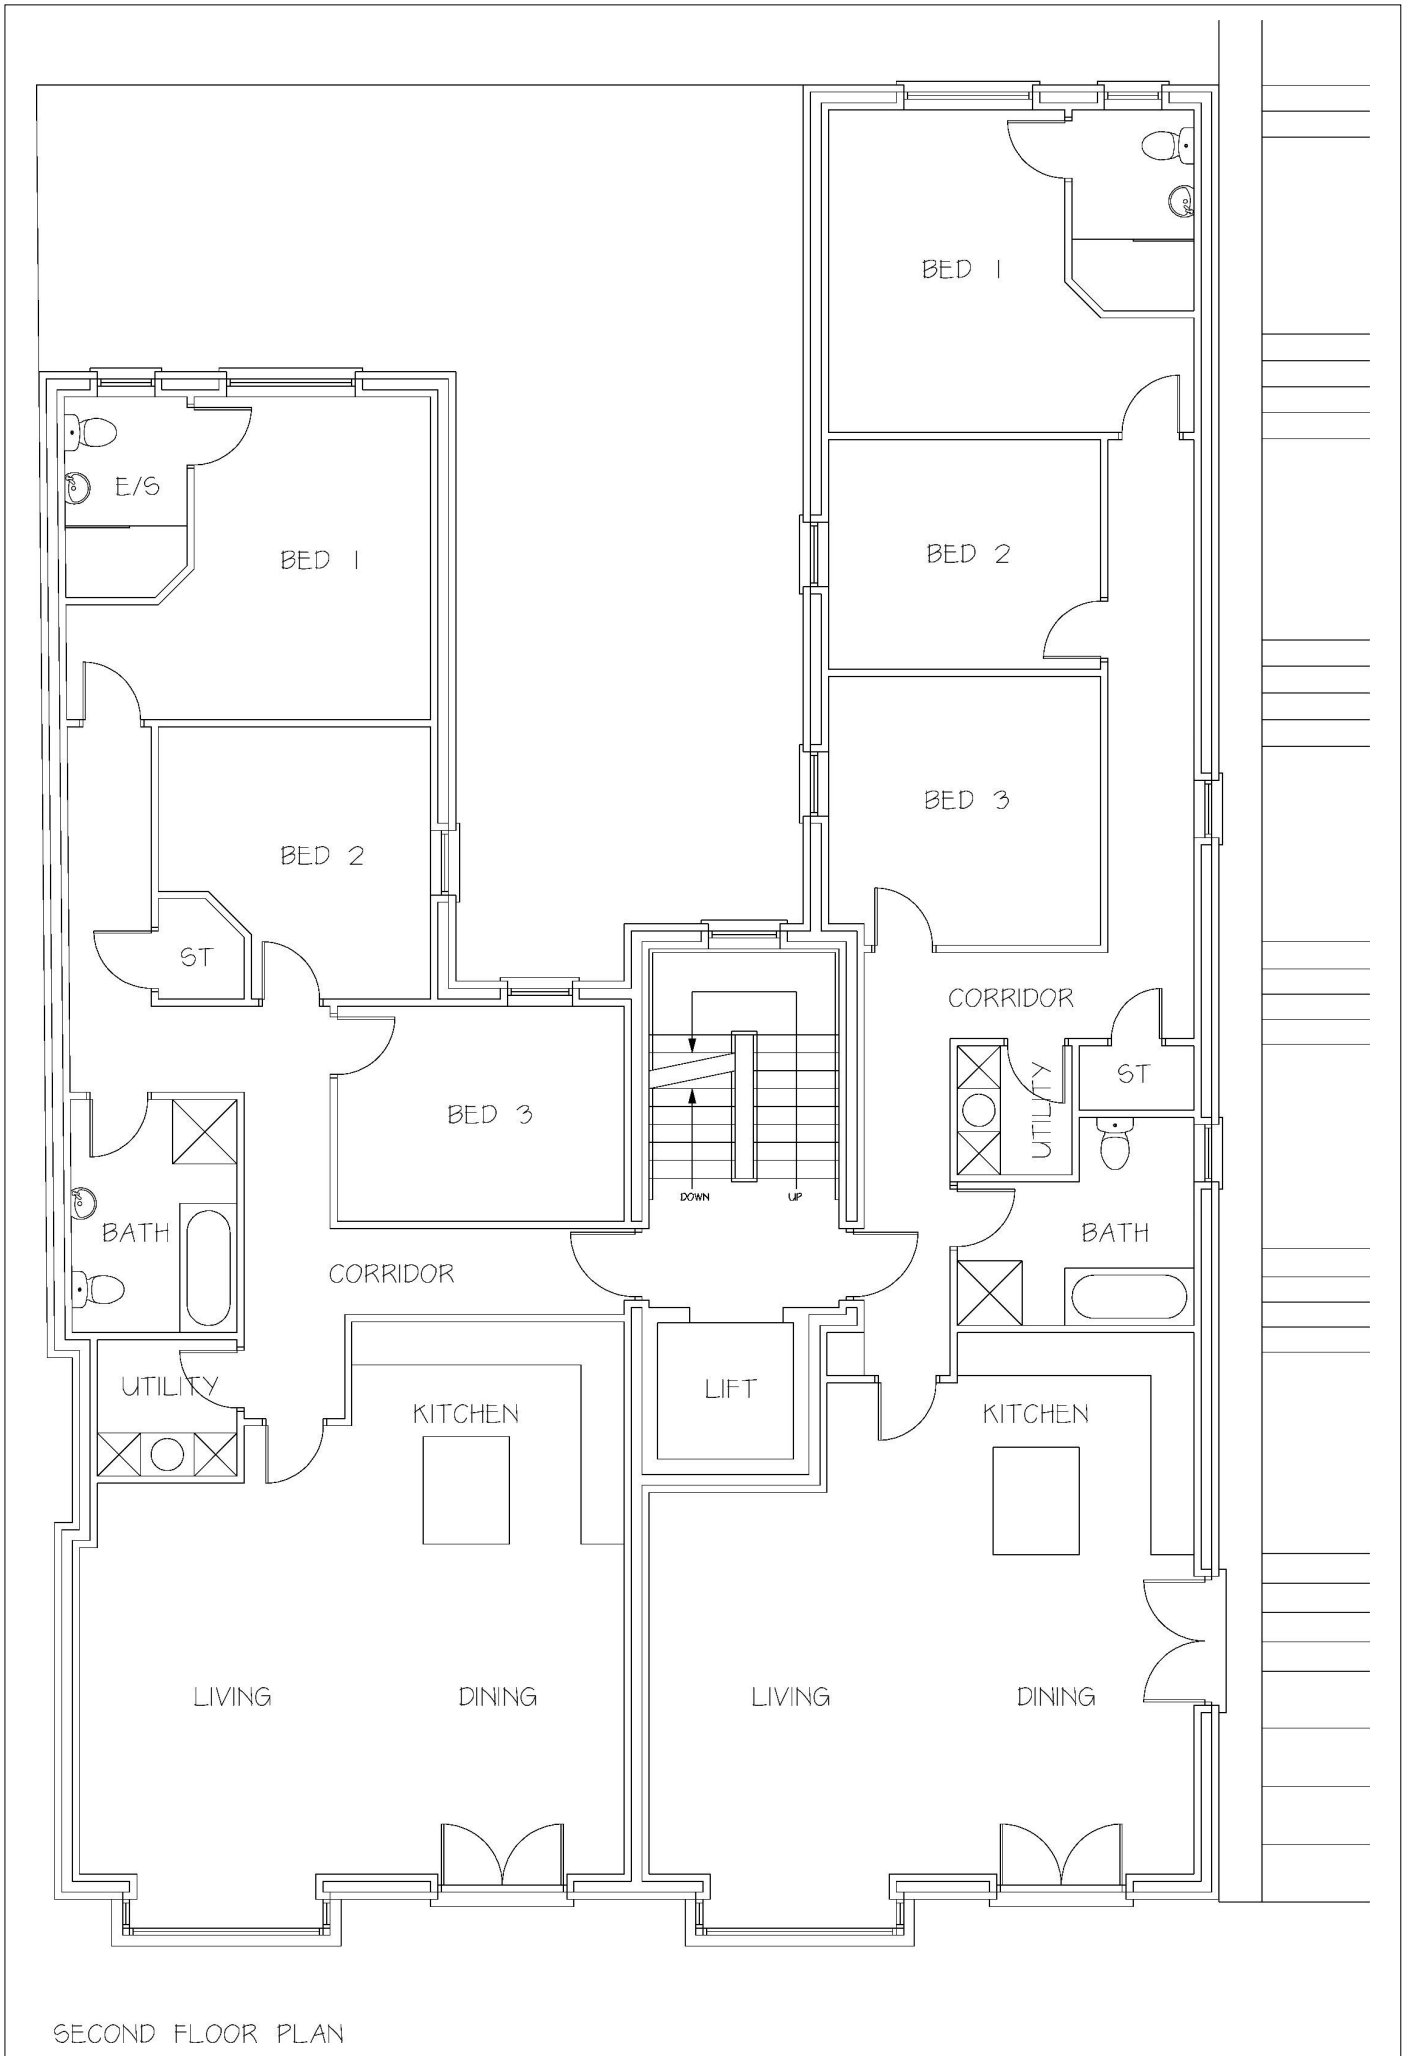 BED 1
E/S
BED 1
BED 2
BED 3
BED 2
ST
CORRIDOR
ST
UTILITY
BED 3
DOWN
UP
BATH
BATH
CORRIDOR
UTILITY
LIFT
KITCHEN
KITCHEN
LIVING
DINING
LIVING
DINING
SECOND FLOOR PLAN